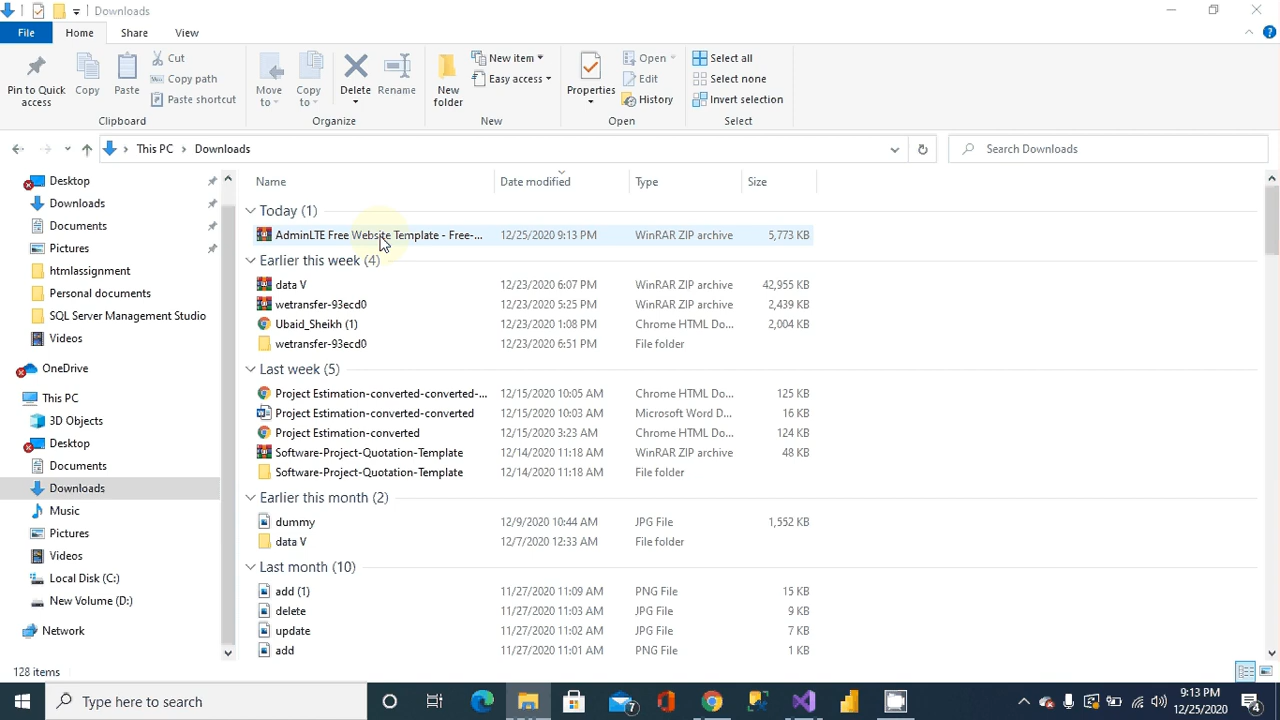 Downloads
File Home Share View
Pin to Quick access
Copy
Paste
Cut
Copy path
Paste shortcut
Clipboard
Move to
Copy to
Delete
Rename
Organize
New folder
New item
Easy access
New
Properties
Open
Edit
History
Open
Select all
Select none
Invert selection
Select
This PC Downloads
Search Downloads
Name Date modified Type Size
Desktop
Downloads
Documents
Pictures
htmlassignment
Personal documents
SQL Server Management Studio
Videos
OneDrive
This PC
3D Objects
Desktop
Documents
Downloads
Music
Pictures
Videos
Local Disk (C:)
New Volume (D:)
Network
Today (1)
AdminLTE Free Website Template - Free-... 12/25/2020 9:13 PM WinRAR ZIP archive 5,773 KB
Earlier this week (4)
data V 12/23/2020 6:07 PM WinRAR ZIP archive 42,955 KB
wetransfer-93ecd0 12/23/2020 5:25 PM WinRAR ZIP archive 2,439 KB
Ubaid_Sheikh (1) 12/23/2020 1:08 PM Chrome HTML Do... 2,004 KB
wetransfer-93ecd0 12/23/2020 6:51 PM File folder
Last week (5)
Project Estimation-converted-converted-... 12/15/2020 10:05 AM Chrome HTML Do... 125 KB
Project Estimation-converted-converted 12/15/2020 10:03 AM Microsoft Word D... 16 KB
Project Estimation-converted 12/15/2020 3:23 AM Chrome HTML Do... 124 KB
Software-Project-Quotation-Template 12/14/2020 11:18 AM WinRAR ZIP archive 48 KB
Software-Project-Quotation-Template 12/14/2020 11:18 AM File folder
Earlier this month (2)
dummy 12/9/2020 10:44 AM JPG File 1,552 KB
data V 12/7/2020 12:33 AM File folder
Last month (10)
add (1) 11/27/2020 11:09 AM PNG File 15 KB
delete 11/27/2020 11:03 AM JPG File 9 KB
update 11/27/2020 11:02 AM JPG File 7 KB
add 11/27/2020 11:01 AM PNG File 1 KB
128 items
Type here to search
7
9:13 PM
12/25/2020
4